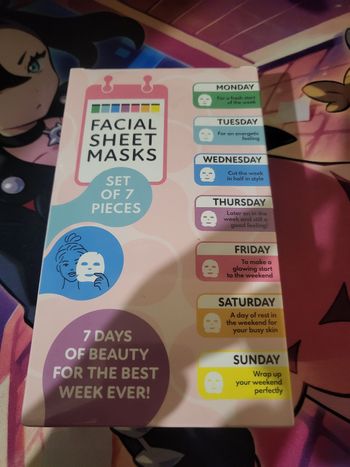 FACIAL
SHEET
MASKS
SET
OF 7
PIECES
7 DAYS
OF BEAUTY
FOR THE BEST
WEEK EVER!
MONDAY
For a fresh start
of the week
TUESDAY
For an energetic
feeling
WEDNESDAY
Cut the week
in half in style
THURSDAY
Later on in the
week and still a
good feeling!
FRIDAY
To make a
glowing start
to the weekend
SATURDAY
A day of rest in
the weekend for
your busy skin
SUNDAY
Wrap up
your weekend
perfectly